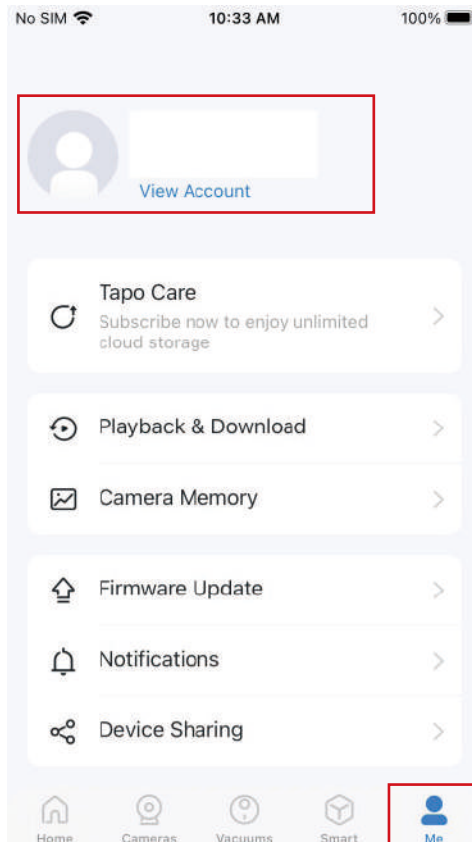 No SIM 10:33 AM 100%
View Account
Tapo Care
Subscribe now to enjoy unlimited
cloud storage
Playback & Download
Camera Memory
Firmware Update
Notifications
Device Sharing
Home Cameras Vacuums Smart Me